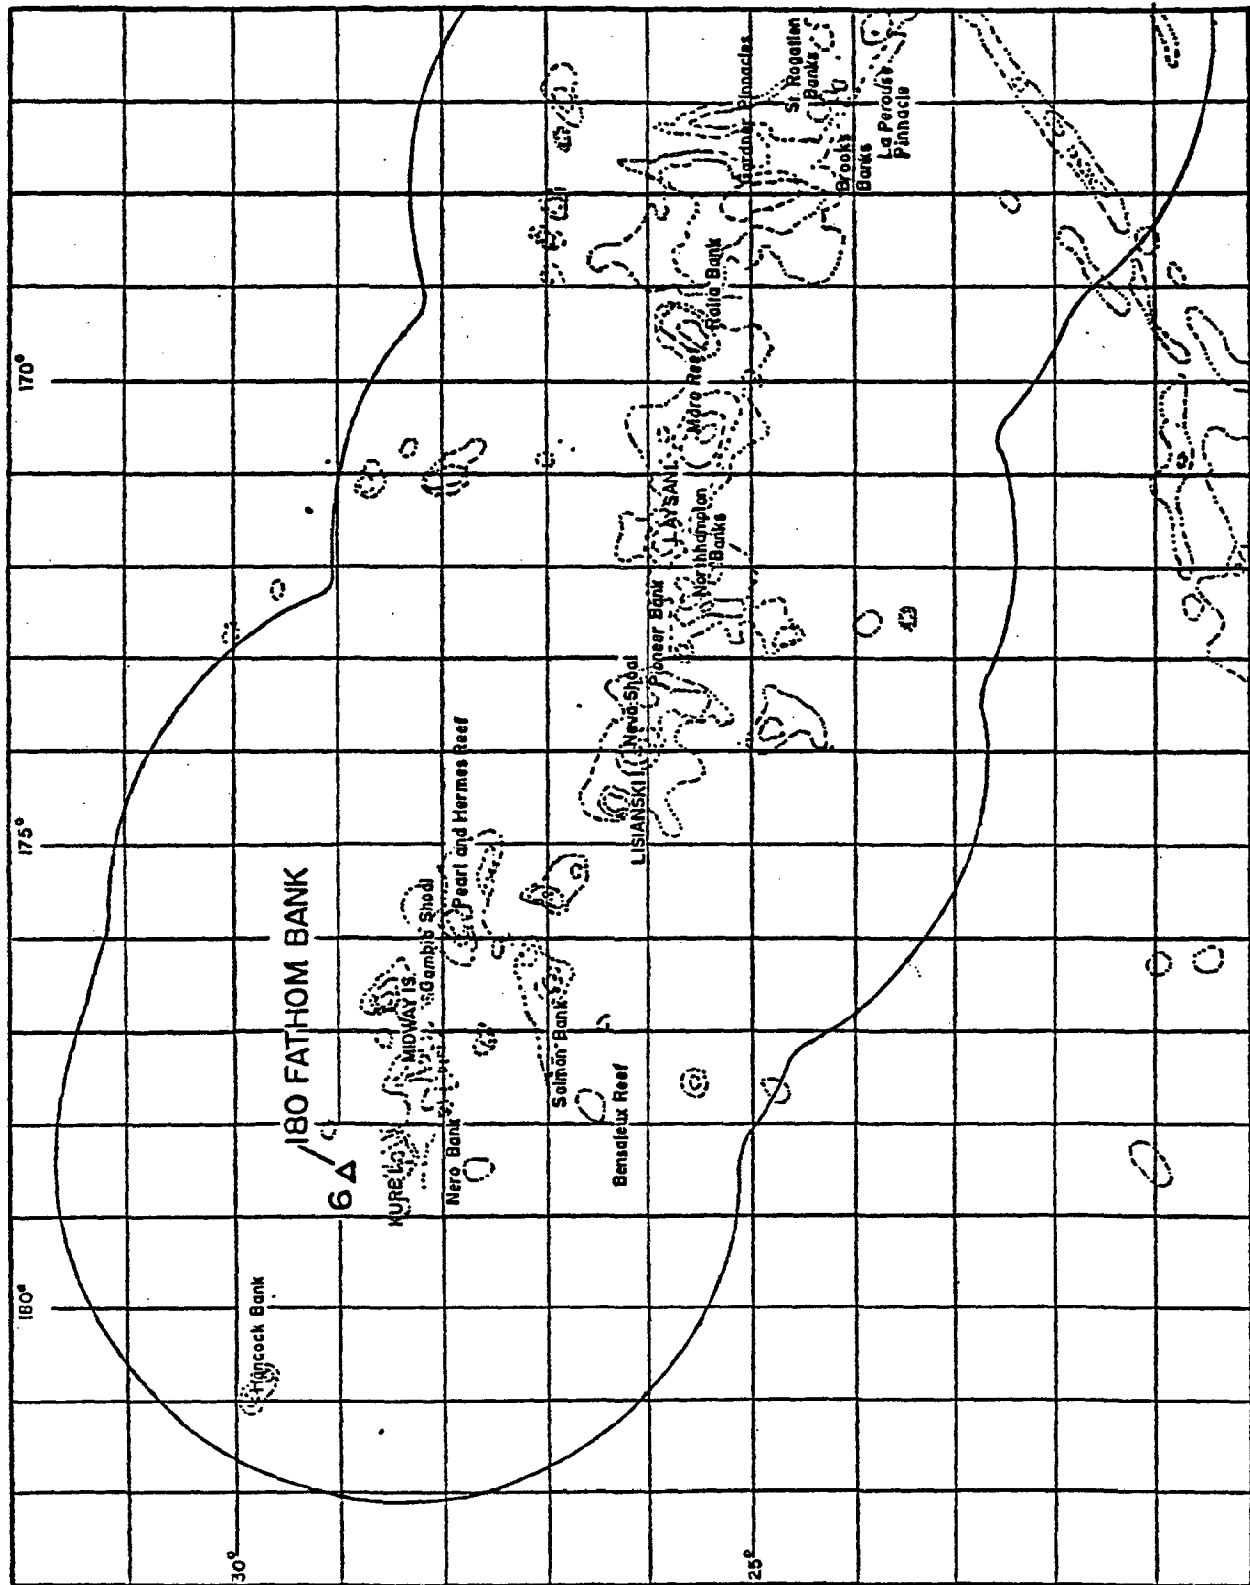 180°
175°
170°
30°
25°
Hancock Bank
180 FATHOM BANK
6 Δ
KURE I.
MIDWAY IS.
Gambia Shoal
Nero Bank
Pearl and Hermes Reef
Salmon Bank
Bensaleux Reef
LISIANSKI I.
Neva Shoal
Pioneer Bank
LAYSAN I.
Northhampton
Banks
Maro Reef
Raita Bank
Gardner Pinnacles
St. Rogatien
Banks
Brooks
Banks
La Perouse
Pinnacle